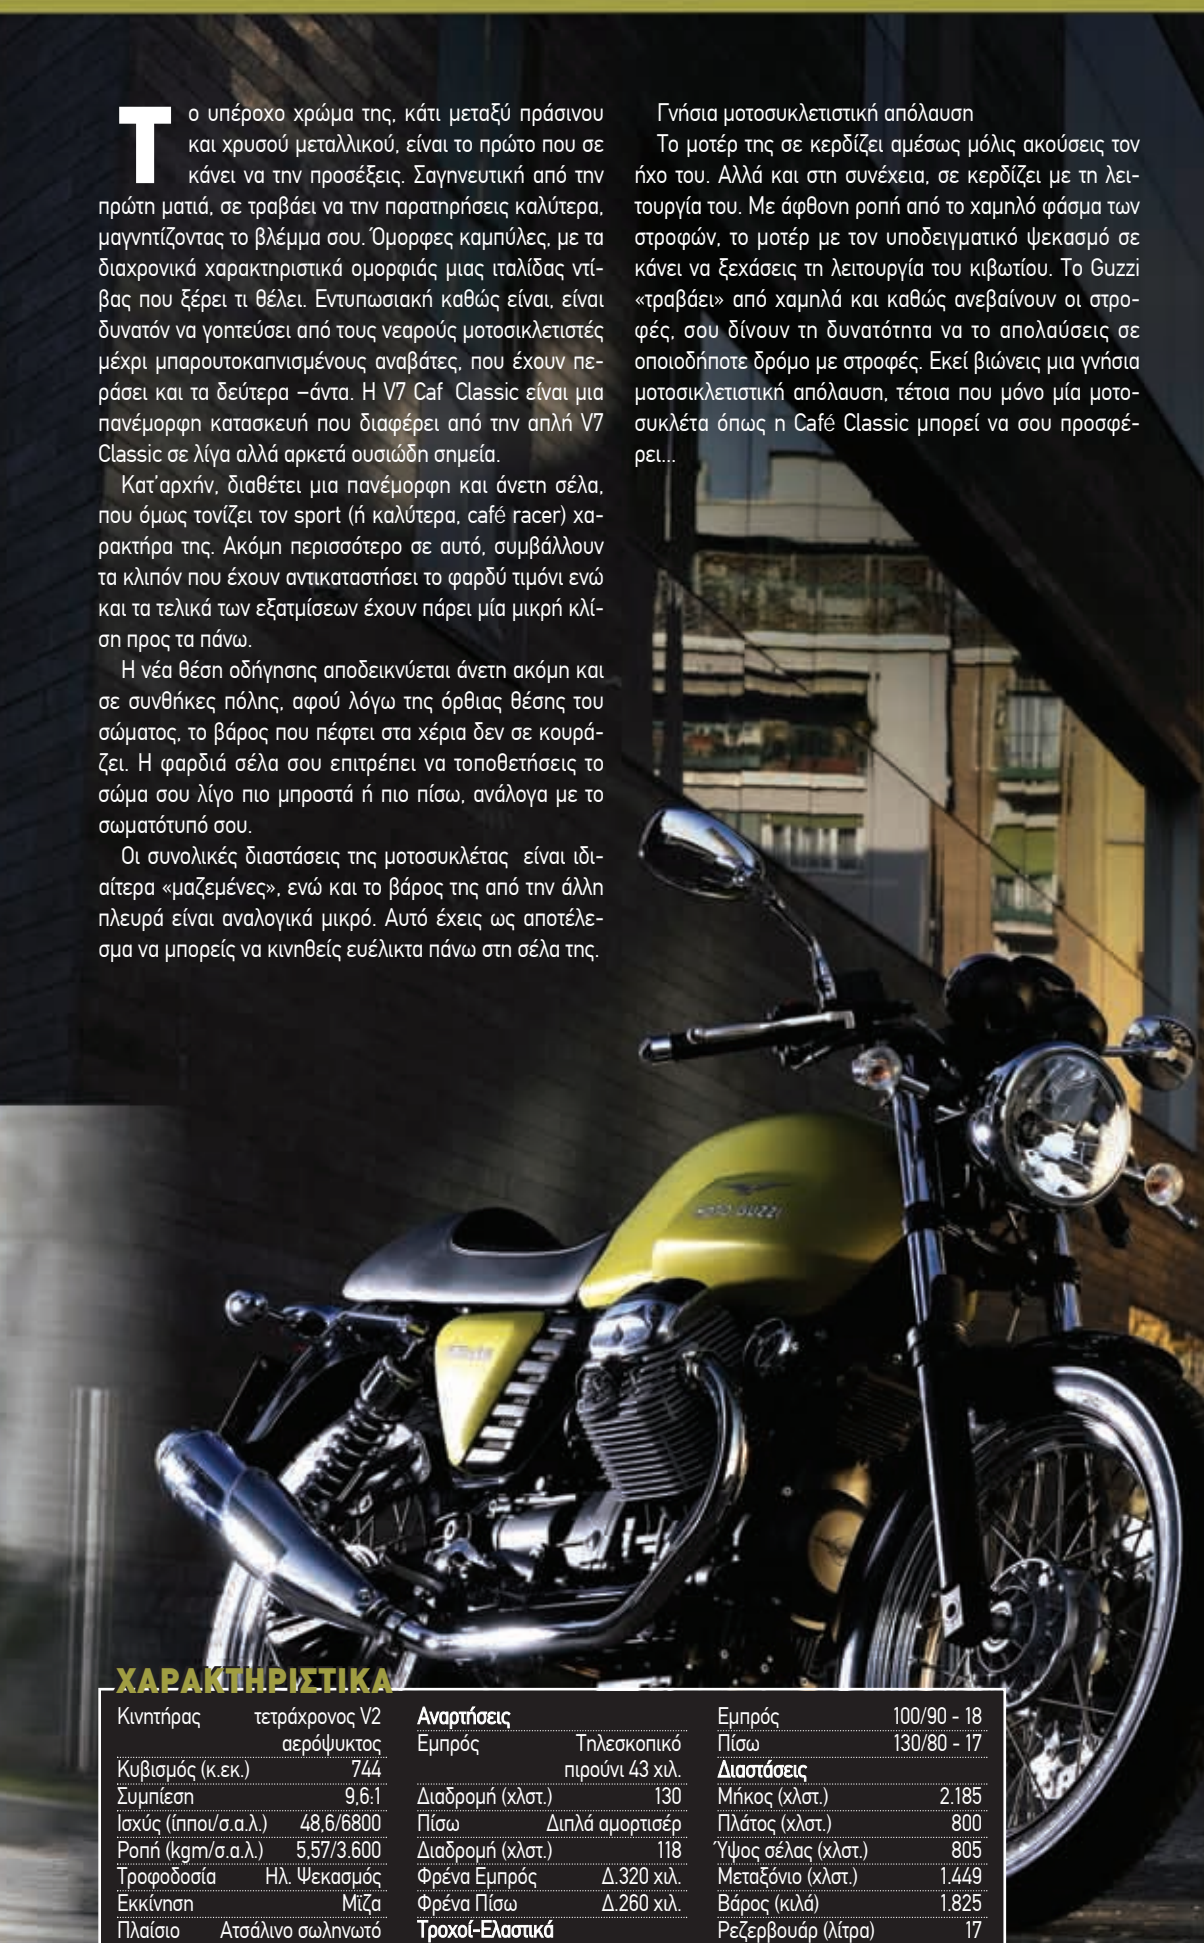 Το υπέροχο χρώμα της, κάτι μεταξύ πράσινου
και χρυσού μεταλλικού, είναι το πρώτο που σε
κάνει να την προσέξεις. Σαγηνευτική από την
πρώτη ματιά, σε τραβάει να την παρατηρήσεις καλύτερα,
μαγνητίζοντας το βλέμμα σου. Όμορφες καμπύλες, με τα
διαχρονικά χαρακτηριστικά ομορφιάς μιας ιταλίδας ντί-
βας που ξέρει τι θέλει. Εντυπωσιακή καθώς είναι, είναι
δυνατόν να γοητεύσει από τους νεαρούς μοτοσικλετιστές
μέχρι μπαρουτοκαπνισμένους αναβάτες, που έχουν πε-
ράσει και τα δεύτερα –άντα. Η V7 Caf Classic είναι μια
πανέμορφη κατασκευή που διαφέρει από την απλή V7
Classic σε λίγα αλλά αρκετά ουσιώδη σημεία.
Κατ’αρχήν, διαθέτει μια πανέμορφη και άνετη σέλα,
που όμως τονίζει τον sport (ή καλύτερα, café racer) χα-
ρακτήρα της. Ακόμη περισσότερο σε αυτό, συμβάλλουν
τα κλιπόν που έχουν αντικαταστήσει το φαρδύ τιμόνι ενώ
και τα τελικά των εξατμίσεων έχουν πάρει μία μικρή κλί-
ση προς τα πάνω.
Η νέα θέση οδήγησης αποδεικνύεται άνετη ακόμη και
σε συνθήκες πόλης, αφού λόγω της όρθιας θέσης του
σώματος, το βάρος που πέφτει στα χέρια δεν σε κουρά-
ζει. Η φαρδιά σέλα σου επιτρέπει να τοποθετήσεις το
σώμα σου λίγο πιο μπροστά ή πιο πίσω, ανάλογα με το
σωματότυπό σου.
Οι συνολικές διαστάσεις της μοτοσυκλέτας είναι ιδι-
αίτερα «μαζεμένες», ενώ και το βάρος της από την άλλη
πλευρά είναι αναλογικά μικρό. Αυτό έχεις ως αποτέλε-
σμα να μπορείς να κινηθείς ευέλικτα πάνω στη σέλα της.
Γνήσια μοτοσυκλετιστική απόλαυση
Το μοτέρ της σε κερδίζει αμέσως μόλις ακούσεις τον
ήχο του. Αλλά και στη συνέχεια, σε κερδίζει με τη λει-
τουργία του. Με άφθονη ροπή από το χαμηλό φάσμα των
στροφών, το μοτέρ με τον υποδειγματικό ψεκασμό σε
κάνει να ξεχάσεις τη λειτουργία του κιβωτίου. Το Guzzi
«τραβάει» από χαμηλά και καθώς ανεβαίνουν οι στρο-
φές, σου δίνουν τη δυνατότητα να το απολαύσεις σε
οποιοδήποτε δρόμο με στροφές. Εκεί βιώνεις μια γνήσια
μοτοσικλετιστική απόλαυση, τέτοια που μόνο μία μοτο-
συκλέτα όπως η Café Classic μπορεί να σου προσφέ-
ρει...
MOTO GUZZI
ΧΑΡΑΚΤΗΡΙΣΤΙΚΑ
Κινητήρας τετράχρονος V2
αερόψυκτος
Κυβισμός (κ.εκ.) 744
Συμπίεση 9,6:1
Ισχύς (ίπποι/σ.α.λ.) 48,6/6800
Ροπή (kgm/σ.α.λ.) 5,57/3.600
Τροφοδοσία Ηλ. Ψεκασμός
Εκκίνηση Μίζα
Πλαίσιο Ατσάλινο σωληνωτό
Αναρτήσεις
Εμπρός Τηλεσκοπικό
πιρούνι 43 χιλ.
Διαδρομή (χλστ.) 130
Πίσω Διπλά αμορτισέρ
Διαδρομή (χλστ.) 118
Φρένα Εμπρός Δ.320 χιλ.
Φρένα Πίσω Δ.260 χιλ.
Τροχοί-Ελαστικά
Εμπρός 100/90 - 18
Πίσω 130/80 - 17
Διαστάσεις
Μήκος (χλστ.) 2.185
Πλάτος (χλστ.) 800
Ύψος σέλας (χλστ.) 805
Μεταξόνιο (χλστ.) 1.449
Βάρος (κιλά) 1.825
Ρεζερβουάρ (λίτρα) 17